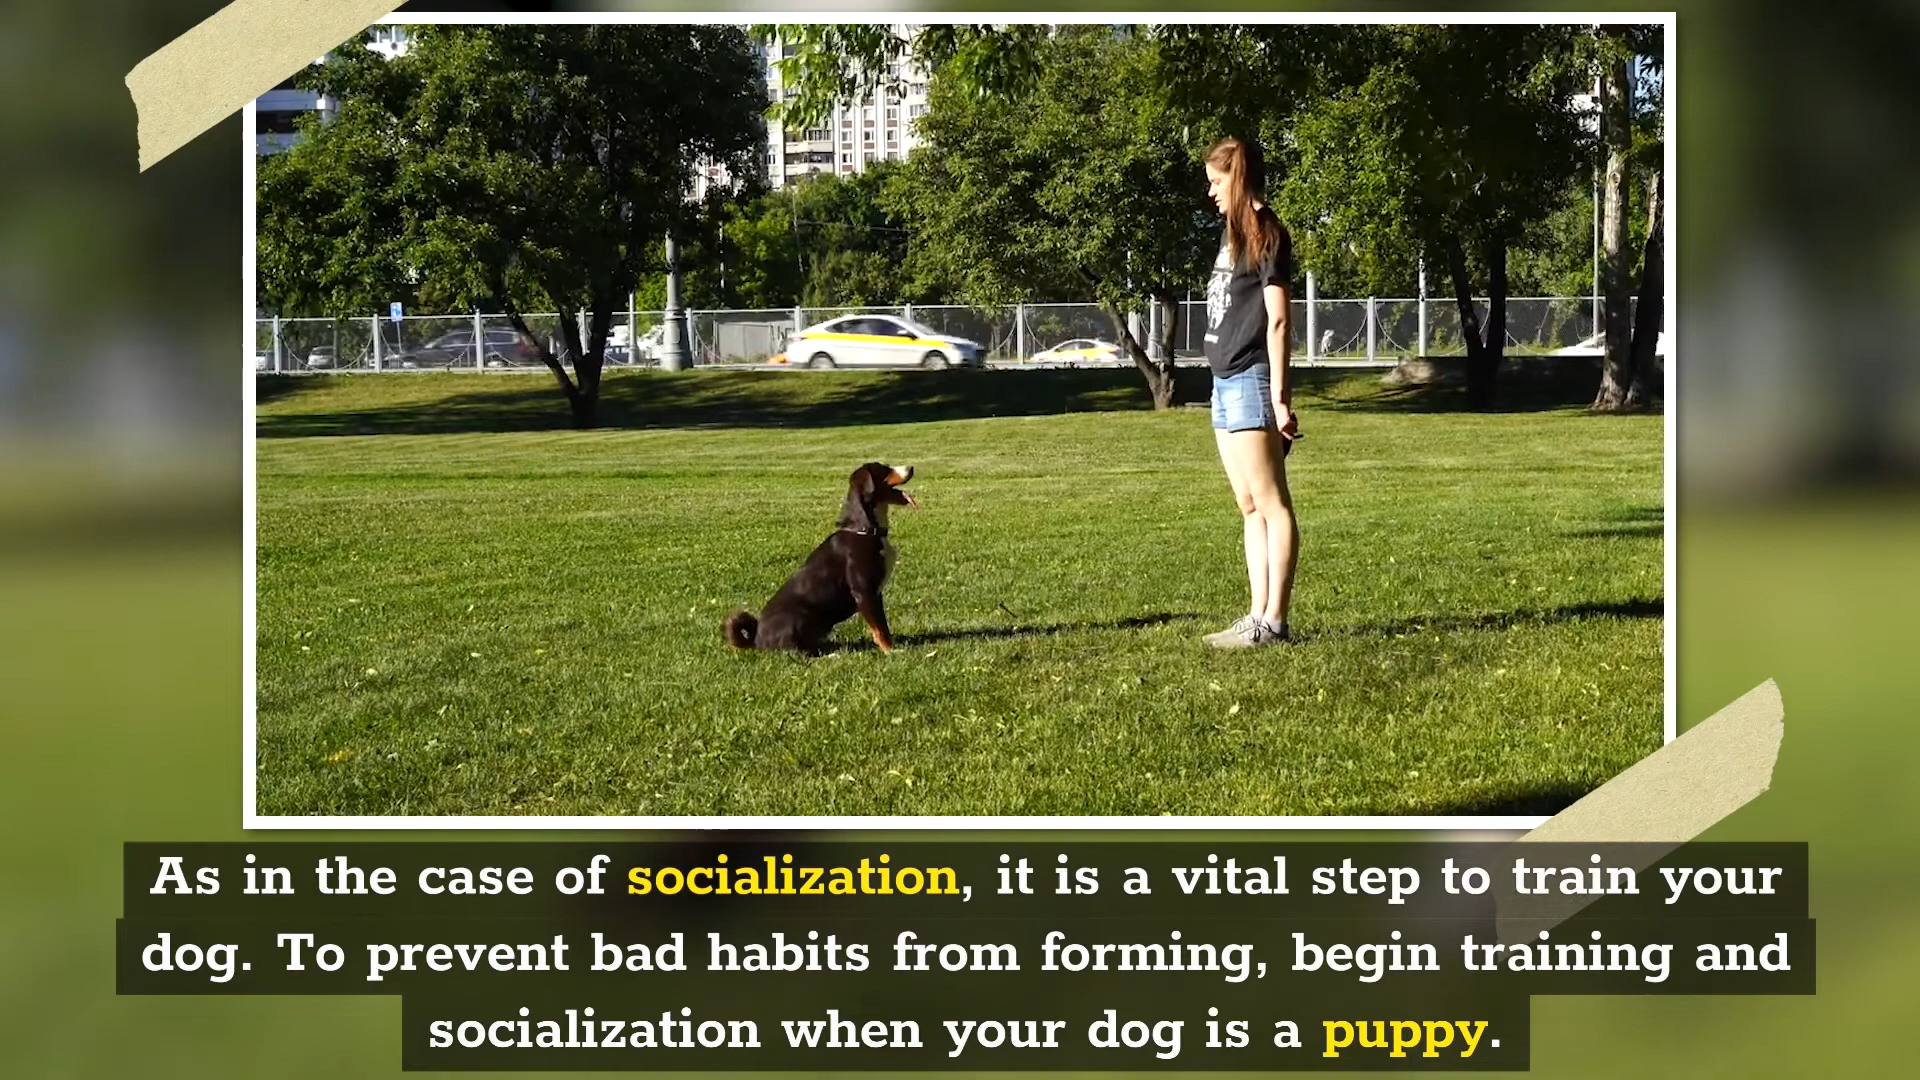 As in the case of socialization, it is a vital step to train your
dog. To prevent bad habits from forming, begin training and
socialization when your dog is a puppy.